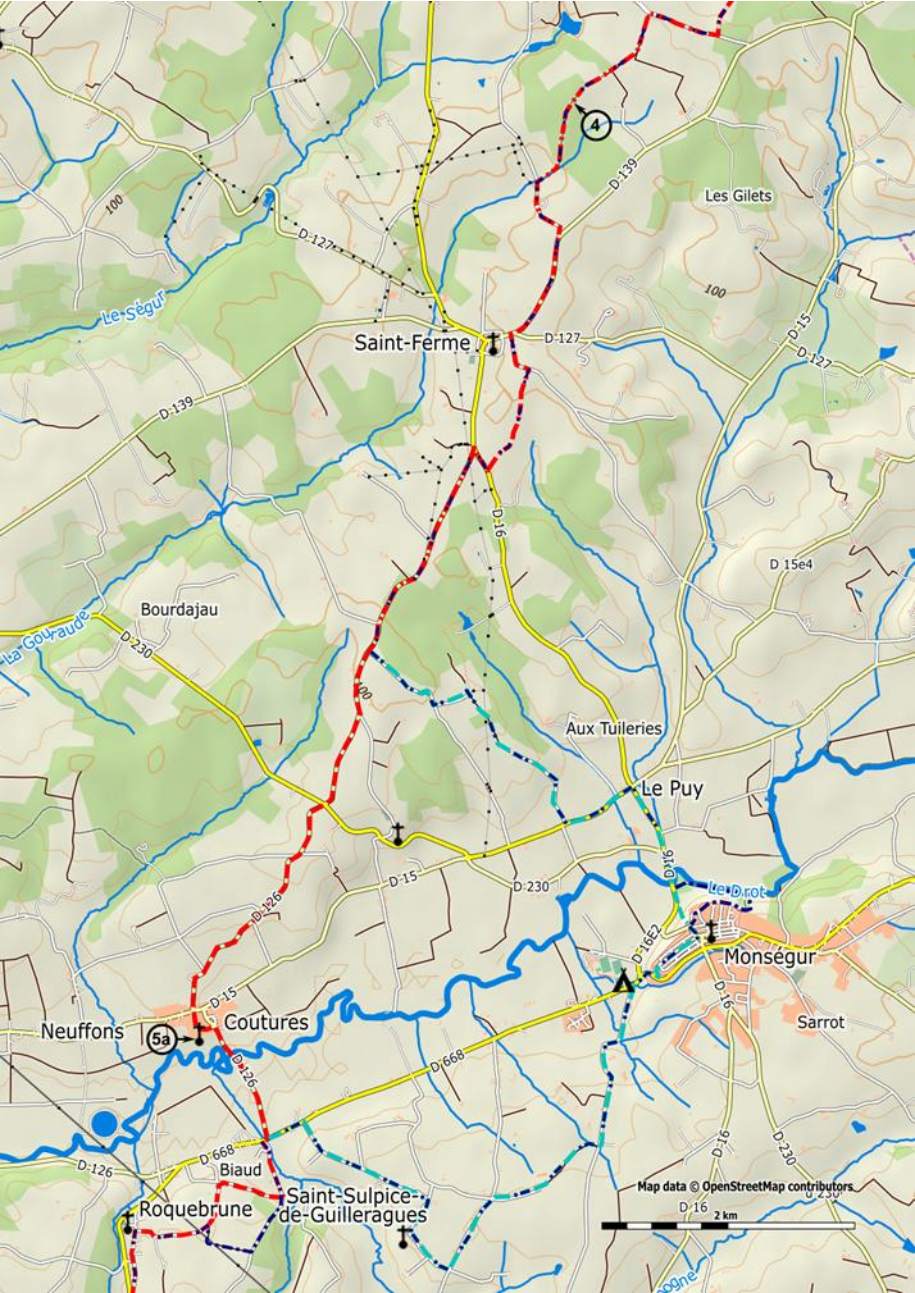 4
D-139
Les Gilets
100
D-127
100
Le Ségur
D-15
Saint-Ferme
D-127
D-127
D-139
D-16
D 15e4
Bourdajau
La Gouraude
D-230
100
Aux Tuileries
Le Puy
D-16
D-15
D-230
Le Drot
D-126
D-16E2
Monségur
D-15
D-16
Neuffons
5a
Coutures
Sarrot
D-126
D-668
D-16
D-230
D-668
D-126
Biaud
Map data © OpenStreetMap contributors
Roquebrune
Saint-Sulpice-
de-Guilleragues
D-16
2 km